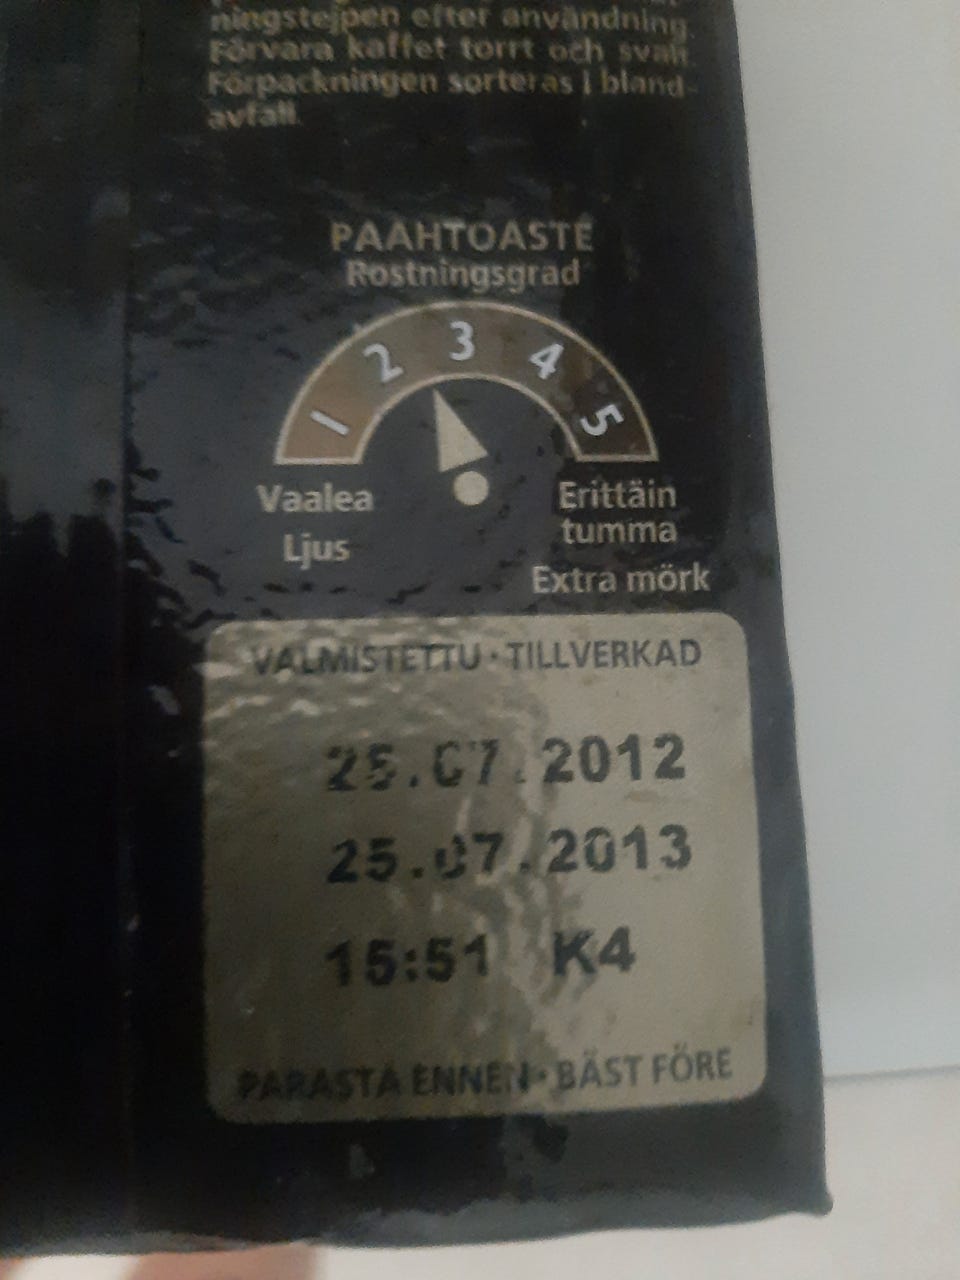 ningstejpen efter användning.
Förvara kaffet torrt och svalt.
Förpackningen sorteras i bland-
avfall.
PAAHTOASTE
Rostningsgrad
1 2 3 4 5
Vaalea
Ljus
Erittäin
tumma
Extra mörk
VALMISTETTU · TILLVERKAD
25.07.2012
25.07.2013
15:51 K4
PARASTA ENNEN · BÄST FÖRE